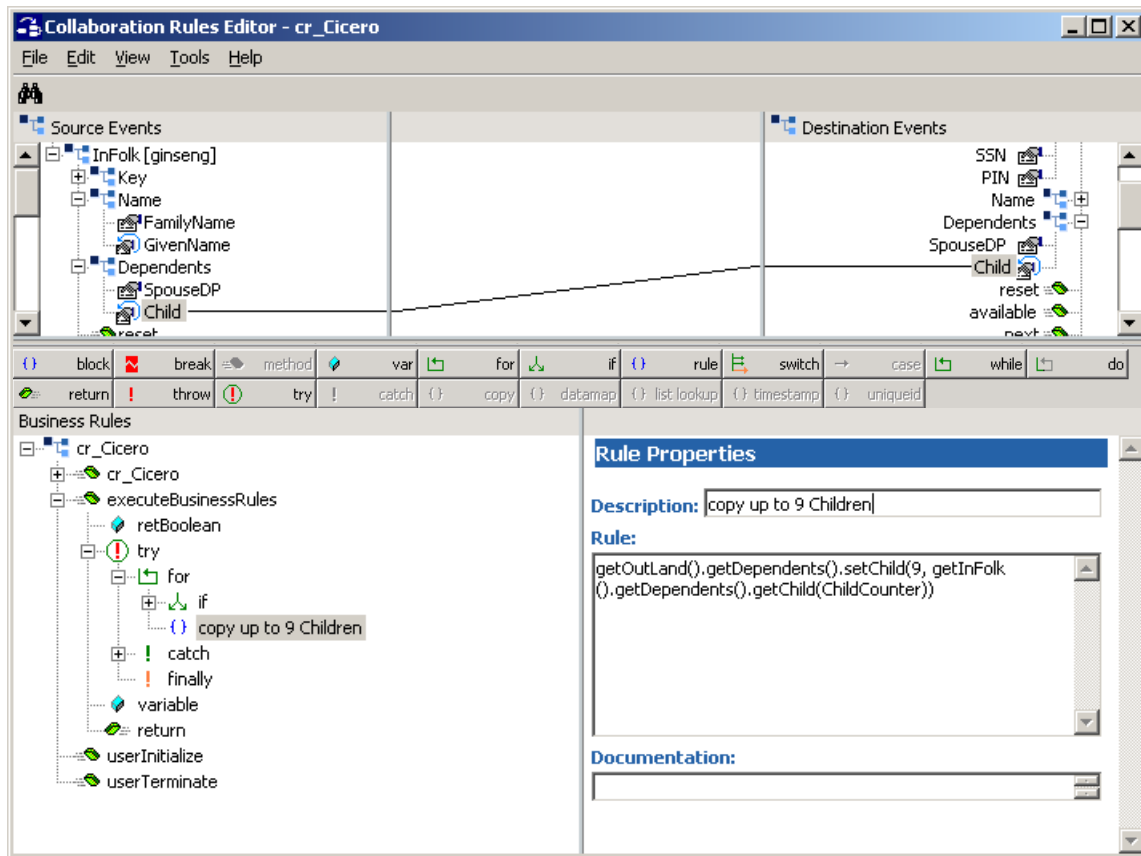 Collaboration Rules Editor - cr_Cicero
File Edit View Tools Help
Source Events
Destination Events
InFolk [ginseng]
Key
Name
FamilyName
GivenName
Dependents
SpouseDP
Child
reset
SSN
PIN
Name
Dependents
SpouseDP
Child
reset
available
next
{} block break method var for if {} rule switch case while do
return throw try catch {} copy {} datamap {} list lookup {} timestamp {} uniqueid
Business Rules
cr_Cicero
cr_Cicero
executeBusinessRules
retBoolean
try
for
if
{} copy up to 9 Children
! catch
! finally
variable
return
userInitialize
userTerminate
Rule Properties
Description: copy up to 9 Children
Rule:
getOutLand().getDependents().setChild(9, getInFolk
().getDependents().getChild(ChildCounter))
Documentation: